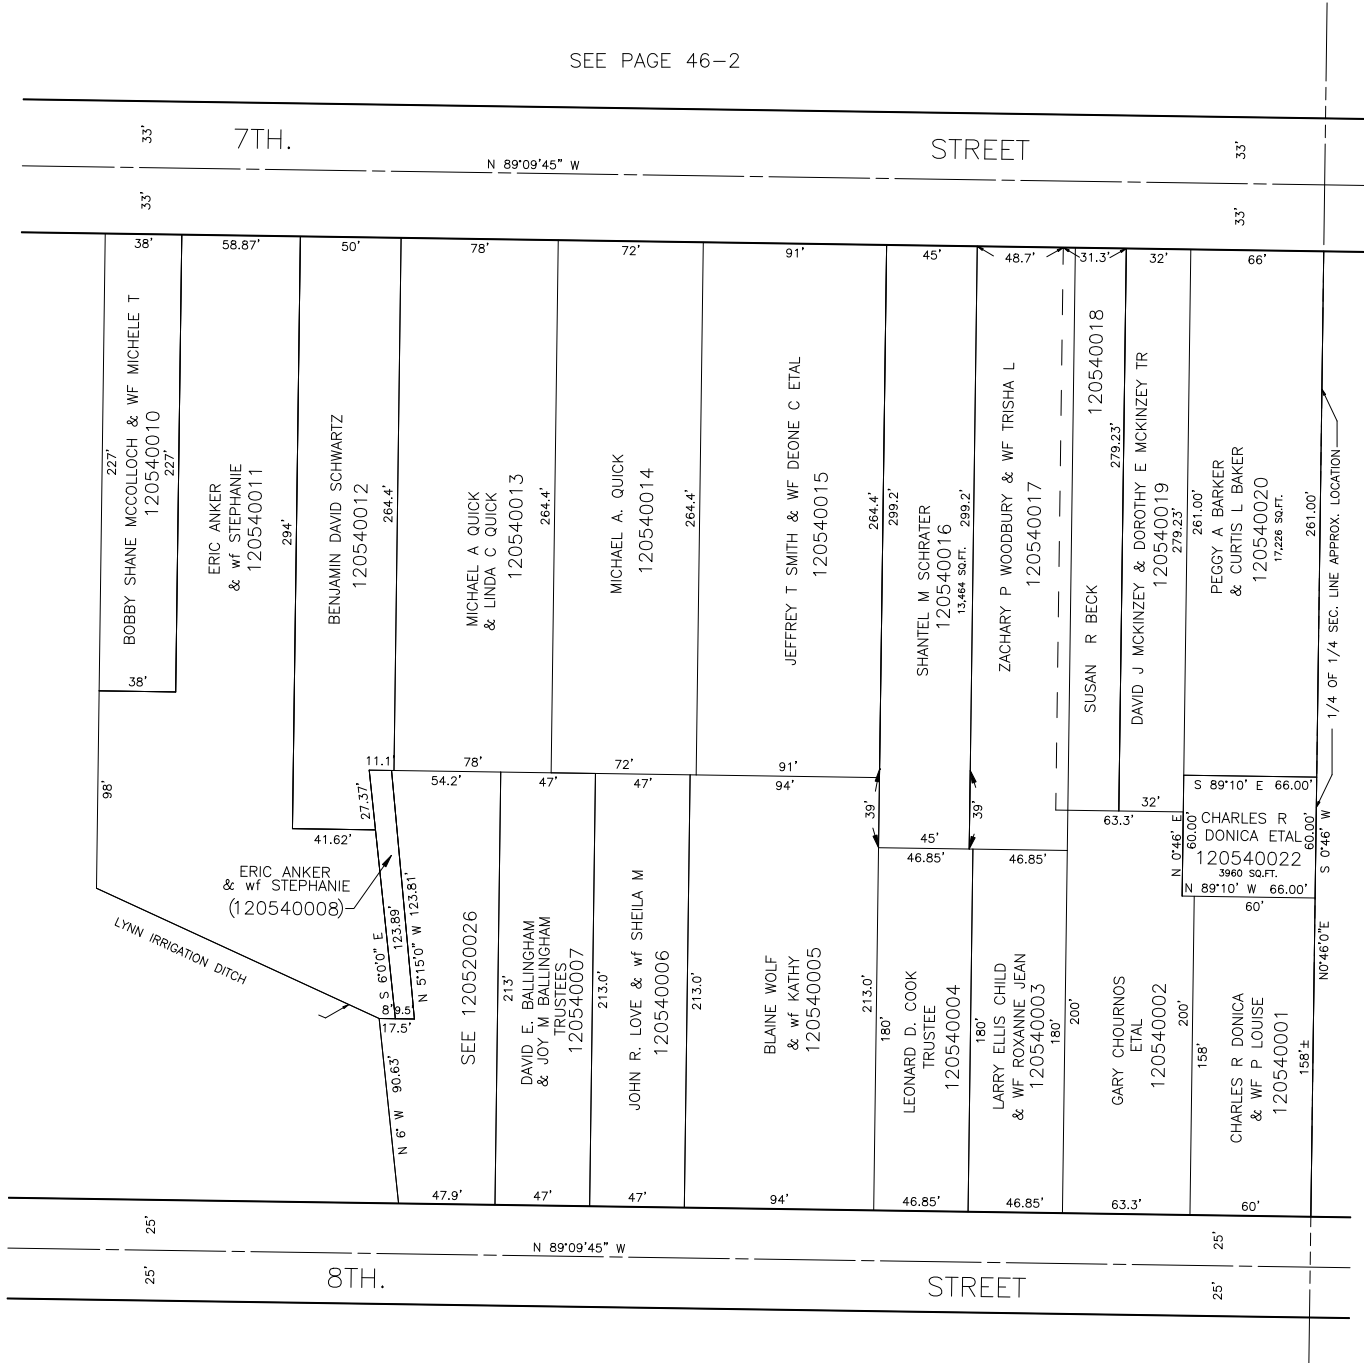 SEE PAGE 46-2
33'
7TH.
STREET
33'
N 89°09'45" W
33'
33'
38'
58.87'
50'
78'
72'
91'
45'
48.7'
31.3'
32'
66'
BOBBY SHANE MCCOLLOCH & WF MICHELE T
120540010
227'
227'
38'
98'
ERIC ANKER
& wf STEPHANIE
120540011
294'
BENJAMIN DAVID SCHWARTZ
120540012
264.4'
MICHAEL A QUICK
& LINDA C QUICK
120540013
264.4'
MICHAEL A. QUICK
120540014
264.4'
JEFFREY T SMITH & WF DEONE C ETAL
120540015
264.4'
299.2'
SHANTEL M SCHRATER
120540016
13,464 SQ.FT.
299.2'
ZACHARY P WOODBURY & WF TRISHA L
120540017
SUSAN R BECK
120540018
279.23'
DAVID J MCKINZEY & DOROTHY E MCKINZEY TR
120540019
279.23'
261.00'
PEGGY A BARKER
& CURTIS L BAKER
120540020
17,226 SQ.FT.
261.00'
1/4 OF 1/4 SEC. LINE APPROX. LOCATION
11.1'
78'
72'
91'
54.2'
47'
47'
94'
27.37'
41.62'
39'
39'
45'
46.85'
46.85'
32'
63.3'
S 89°10' E 66.00'
N 0°46' E
60.00'
CHARLES R
DONICA ETAL
120540022
3960 SQ.FT.
60.00'
S 0°46' W
N 89°10' W 66.00'
60'
ERIC ANKER
& wf STEPHANIE
(120540008)
LYNN IRRIGATION DITCH
S 6°0'0" E
123.89'
N 5°15'0" W 123.81'
8'
9.5'
17.5'
N 6° W 90.63'
SEE 120520026
213'
DAVID E. BALLINGHAM
& JOY M BALLINGHAM
TRUSTEES
120540007
213.0'
JOHN R. LOVE & wf SHEILA M
120540006
213.0'
BLAINE WOLF
& wf KATHY
120540005
213.0'
180'
LEONARD D. COOK
TRUSTEE
120540004
180'
LARRY ELLIS CHILD
& WF ROXANNE JEAN
120540003
180'
200'
GARY CHOURNOS
ETAL
120540002
200'
158'
CHARLES R DONICA
& WF P LOUISE
120540001
158'±
N0°46'0"E
47.9'
47'
47'
94'
46.85'
46.85'
63.3'
60'
25'
25'
N 89°09'45" W
25'
8TH.
STREET
25'